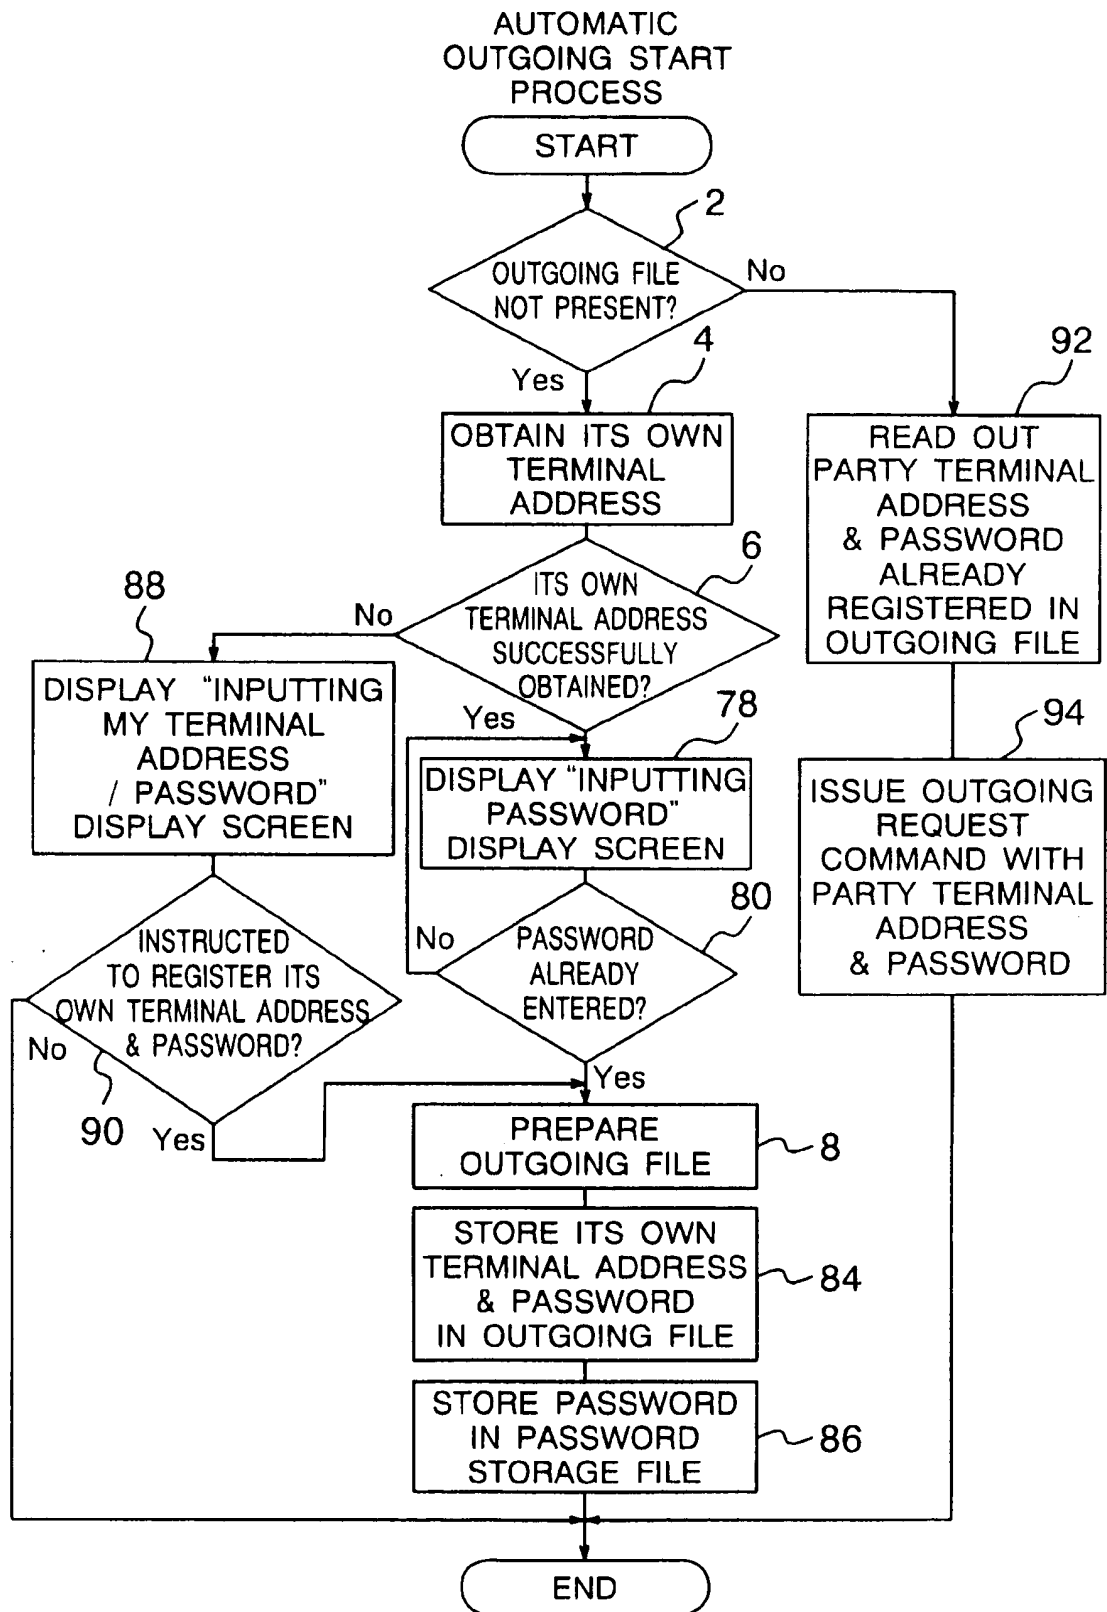 AUTOMATIC
OUTGOING START
PROCESS
START
2
OUTGOING FILE
NOT PRESENT?
No
Yes
4
OBTAIN ITS OWN
TERMINAL
ADDRESS
92
READ OUT
PARTY TERMINAL
ADDRESS
& PASSWORD
ALREADY
REGISTERED IN
OUTGOING FILE
6
ITS OWN
TERMINAL ADDRESS
SUCCESSFULLY
OBTAINED?
No
Yes
88
DISPLAY "INPUTTING
MY TERMINAL
ADDRESS
/ PASSWORD"
DISPLAY SCREEN
78
DISPLAY "INPUTTING
PASSWORD"
DISPLAY SCREEN
94
ISSUE OUTGOING
REQUEST
COMMAND WITH
PARTY TERMINAL
ADDRESS
& PASSWORD
80
PASSWORD
ALREADY
ENTERED?
No
Yes
INSTRUCTED
TO REGISTER ITS
OWN TERMINAL ADDRESS
& PASSWORD?
No
90
Yes
PREPARE
OUTGOING FILE
8
STORE ITS OWN
TERMINAL ADDRESS
& PASSWORD
IN OUTGOING FILE
84
STORE PASSWORD
IN PASSWORD
STORAGE FILE
86
END